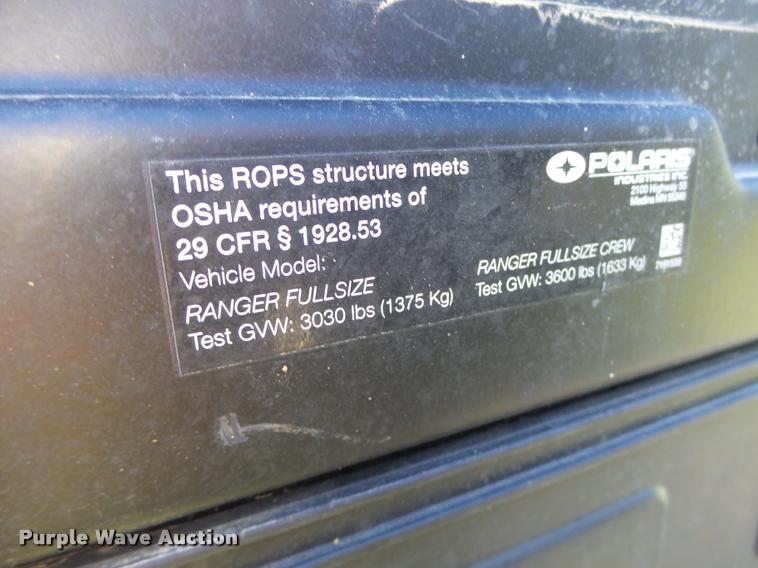 This ROPS structure meets
OSHA requirements of
29 CFR § 1928.53
Vehicle Model:
RANGER FULLSIZE
Test GVW: 3030 lbs (1375 Kg)
POLARIS
INDUSTRIES INC.
2100 Highway 55
Medina MN 55340
RANGER FULLSIZE CREW
Test GVW: 3600 lbs (1633 Kg)
Purple Wave Auction